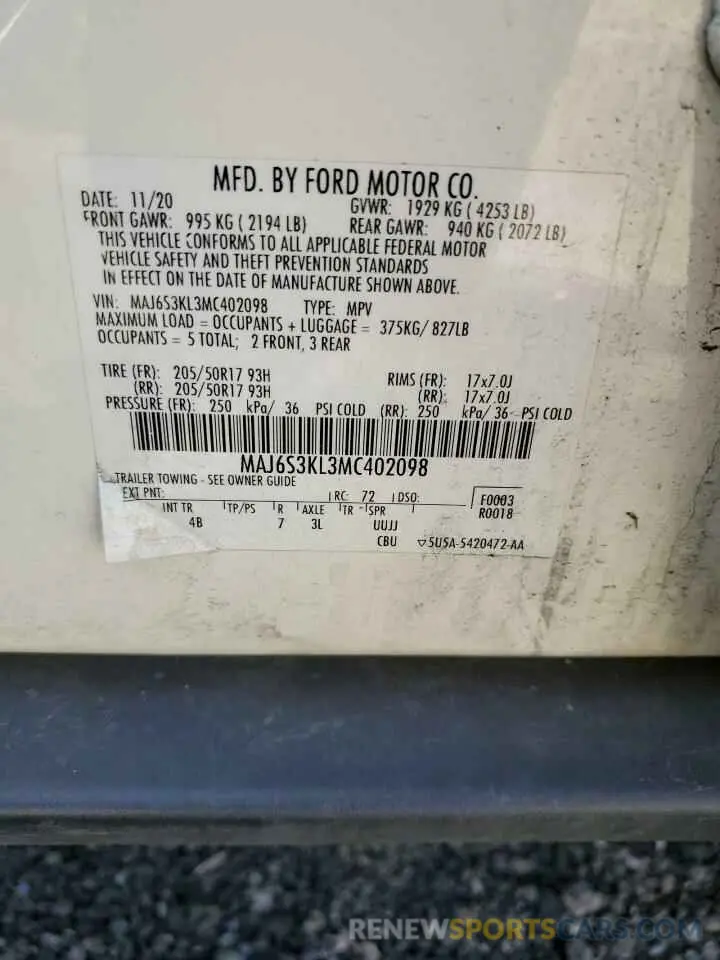 MFD. BY FORD MOTOR CO.
DATE: 11/20 GVWR: 1929 KG ( 4253 LB)
FRONT GAWR: 995 KG ( 2194 LB) REAR GAWR: 940 KG ( 2072 LB)
THIS VEHICLE CONFORMS TO ALL APPLICABLE FEDERAL MOTOR
VEHICLE SAFETY AND THEFT PREVENTION STANDARDS
IN EFFECT ON THE DATE OF MANUFACTURE SHOWN ABOVE.
VIN: MAJ6S3KL3MC402098 TYPE: MPV
MAXIMUM LOAD = OCCUPANTS + LUGGAGE = 375KG/ 827LB
OCCUPANTS = 5 TOTAL; 2 FRONT, 3 REAR
TIRE (FR): 205/50R17 93H RIMS (FR): 17x7.0J
(RR): 205/50R17 93H (RR): 17x7.0J
PRESSURE (FR): 250 kPa/ 36 PSI COLD (RR): 250 kPa/ 36 PSI COLD
MAJ6S3KL3MC402098
TRAILER TOWING - SEE OWNER GUIDE
EXT PNT: RC: 72 DSO: F0003
INT TR TP/PS R AXLE TR SPR R0018
4B 7 3L UUJJ
CBU 5U5A-5420472-AA
RENEWSPORTSCARS.COM